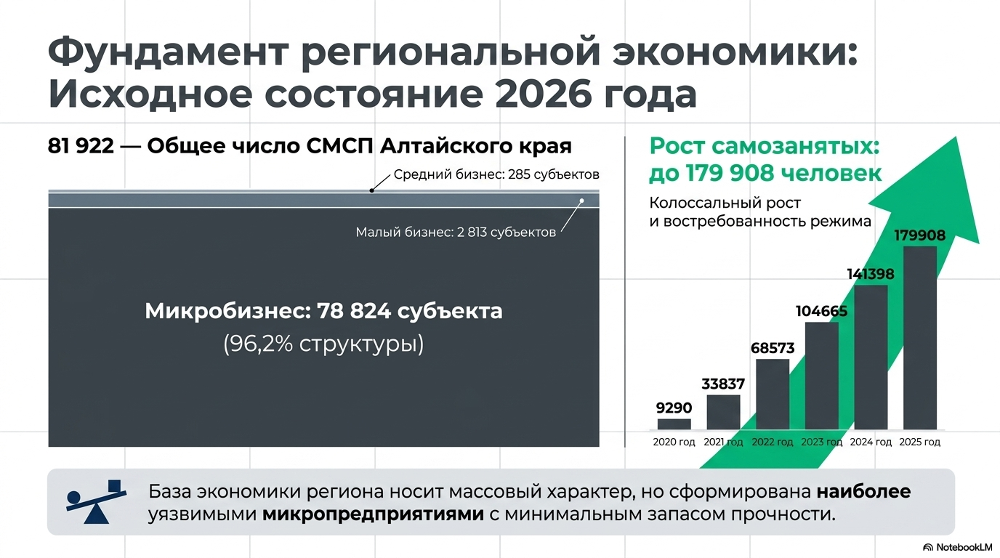 Фундамент региональной экономики:
Исходное состояние 2026 года
81 922 — Общее число СМСП Алтайского края
Средний бизнес: 285 субъектов
Малый бизнес: 2 813 субъектов
Микробизнес: 78 824 субъекта
(96,2% структуры)
Рост самозанятых:
до 179 908 человек
Колоссальный рост
и востребованность режима
9290
33837
68573
104665
141398
179908
2020 год
2021 год
2022 год
2023 год
2024 год
2025 год
База экономики региона носит массовый характер, но сформирована наиболее
уязвимыми микропредприятиями с минимальным запасом прочности.
NotebookLM